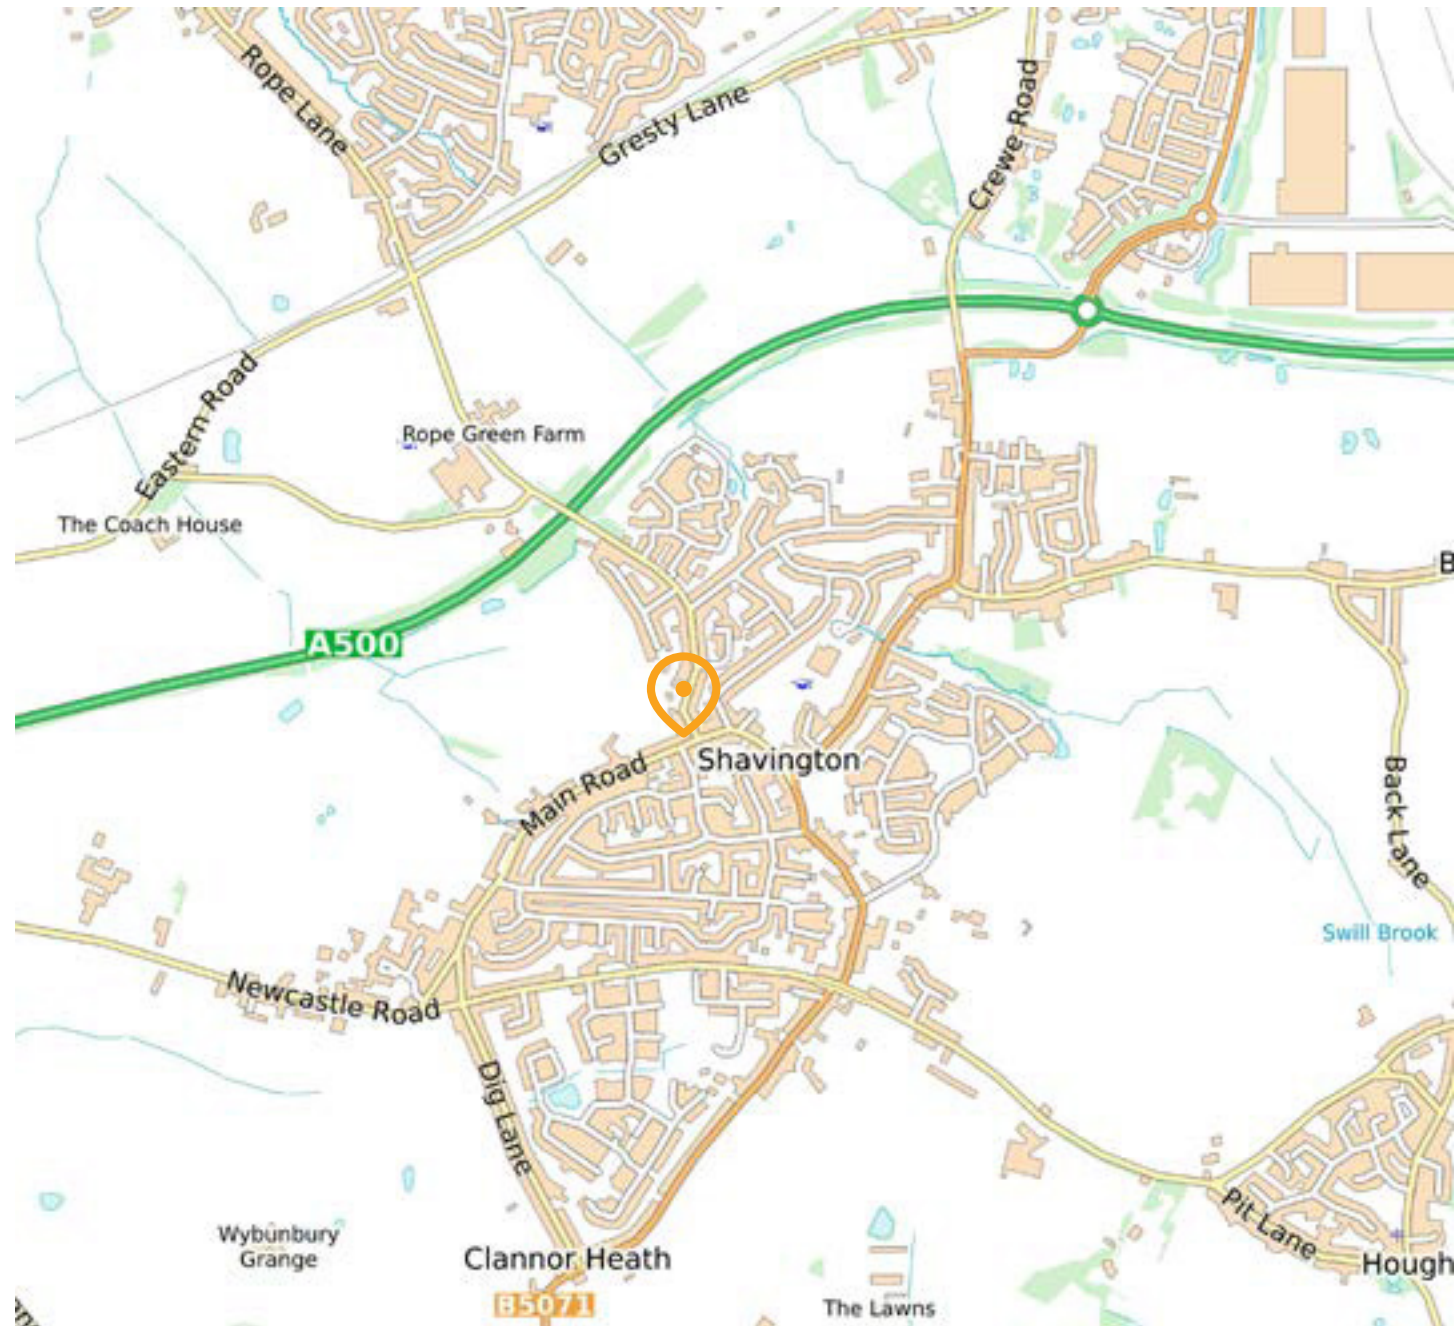 Rope Lane
Gresty Lane
Crewe Road
Eastern Road
Rope Green Farm
The Coach House
A500
Shavington
Main Road
Back Lane
Swill Brook
Newcastle Road
Dig Lane
Pit Lane
Wybunbury
Grange
Clannor Heath
Hough
B5071
The Lawns